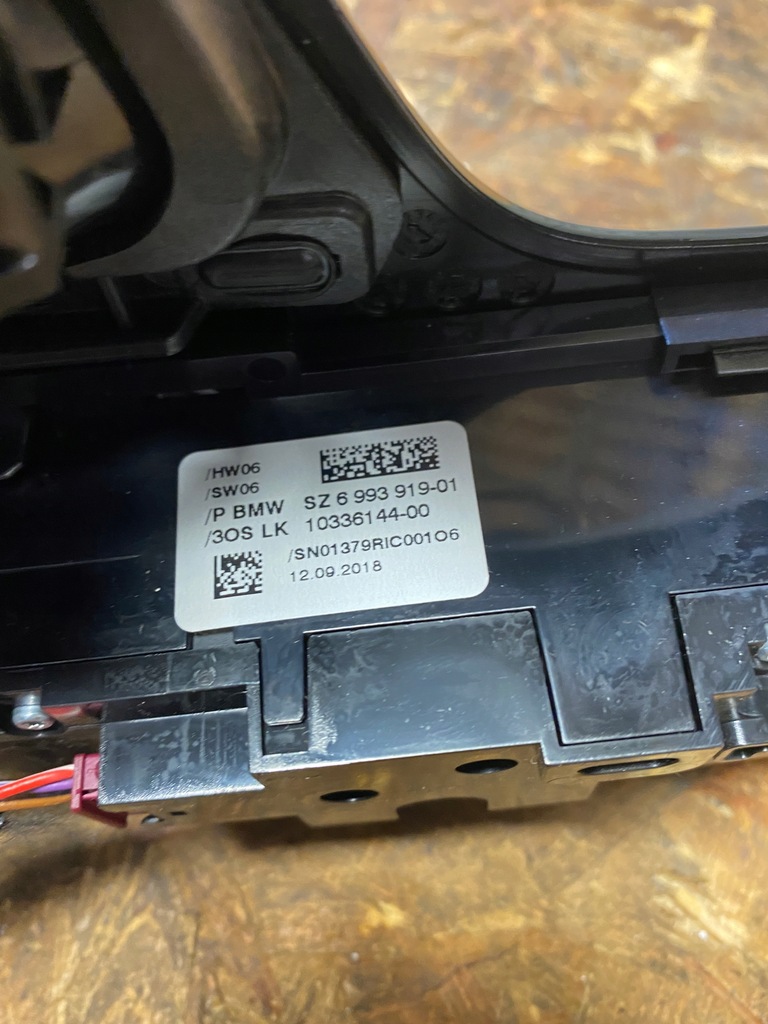 /HW06
/SW06
/P BMW SZ 6 993 919-01
/3OS LK 10336144-00
/SN01379RIC001O6
12.09.2018